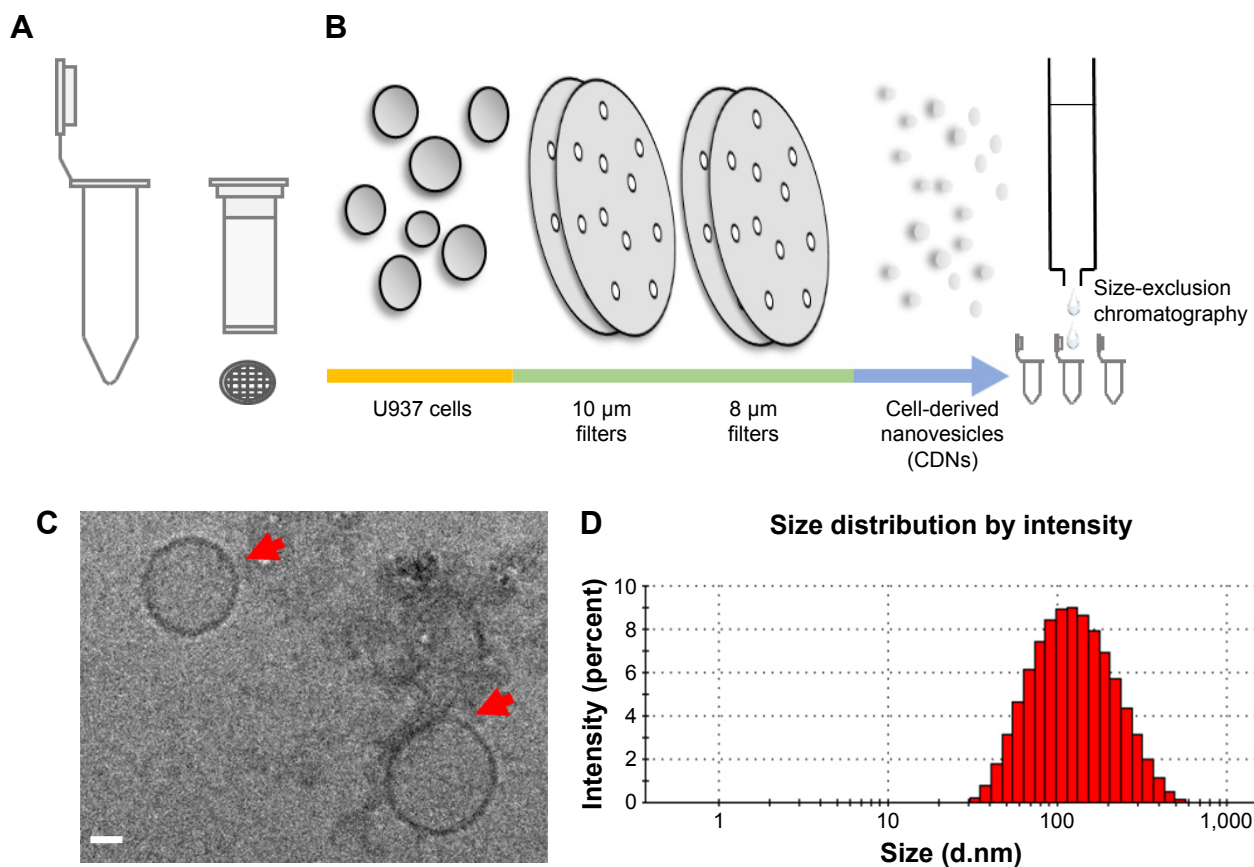 A
B
Size-exclusion
chromatography
U937 cells
10 µm
filters
8 µm
filters
Cell-derived
nanovesicles
(CDNs)
C
D
Size distribution by intensity
Intensity (percent)
10
8
6
4
2
0
1
10
100
1,000
Size (d.nm)